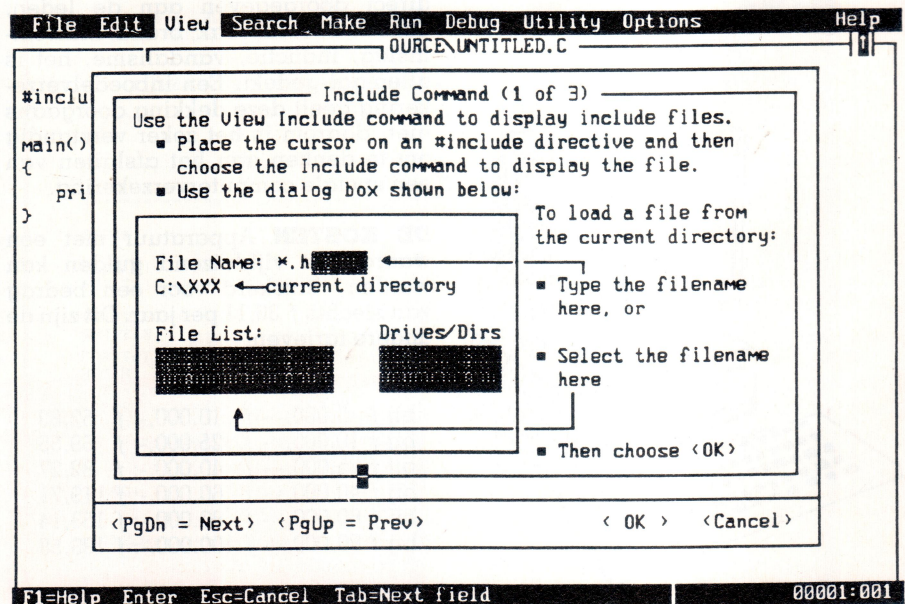 File Edit View Search Make Run Debug Utility Options Help
OURCE\UNTITLED.C
#inclu
main()
{
pri
}
Include Command (1 of 3)
Use the View Include command to display include files.
■ Place the cursor on an #include directive and then
choose the Include command to display the file.
■ Use the dialog box shown below:
File Name: *.h
C:\XXX ←current directory
File List: Drives/Dirs
To load a file from
the current directory:
■ Type the filename
here, or
■ Select the filename
here
■ Then choose <OK>
<PgDn = Next> <PgUp = Prev> < OK > <Cancel>
F1=Help Enter Esc=Cancel Tab=Next field 00001:001